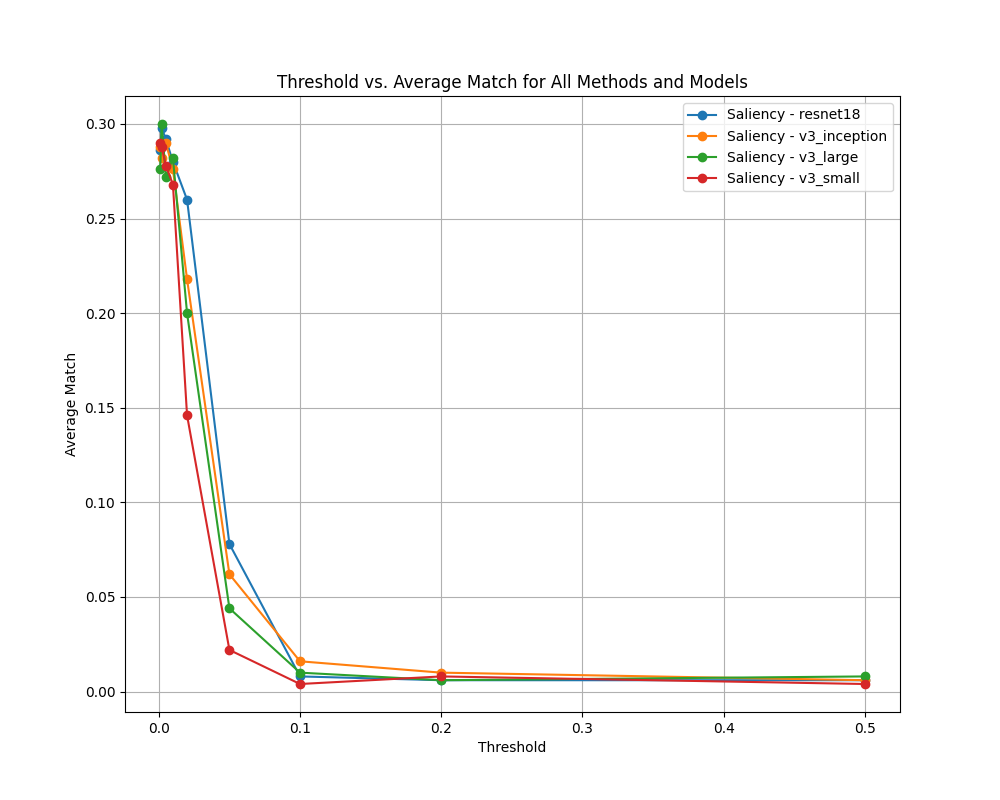 Threshold vs. Average Match for All Methods and Models
Saliency - resnet18
Saliency - v3_inception
Saliency - v3_large
Saliency - v3_small
Average Match
0.30
0.25
0.20
0.15
0.10
0.05
0.00
0.0 0.1 0.2 0.3 0.4 0.5
Threshold